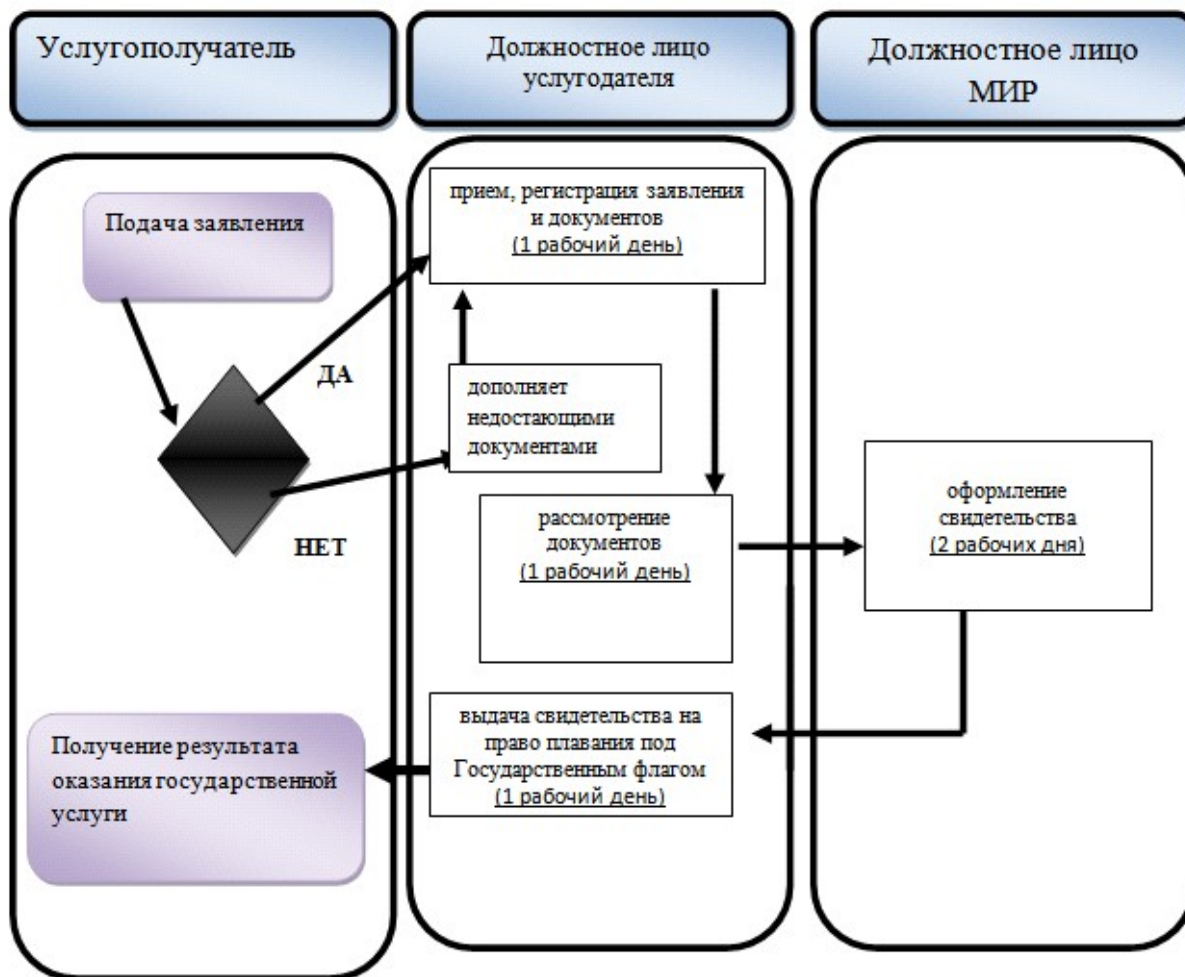 Услугополучатель
Должностное лицо
услугодателя
Должностное лицо
МИР
Подача заявления
прием, регистрация заявления
и документов
(1 рабочий день)
ДА
дополняет
недостающими
документами
НЕТ
рассмотрение
документов
(1 рабочий день)
оформление
свидетельства
(2 рабочих дня)
выдача свидетельства на
право плавания под
Государственным флагом
(1 рабочий день)
Получение результата
оказания государственной
услуги